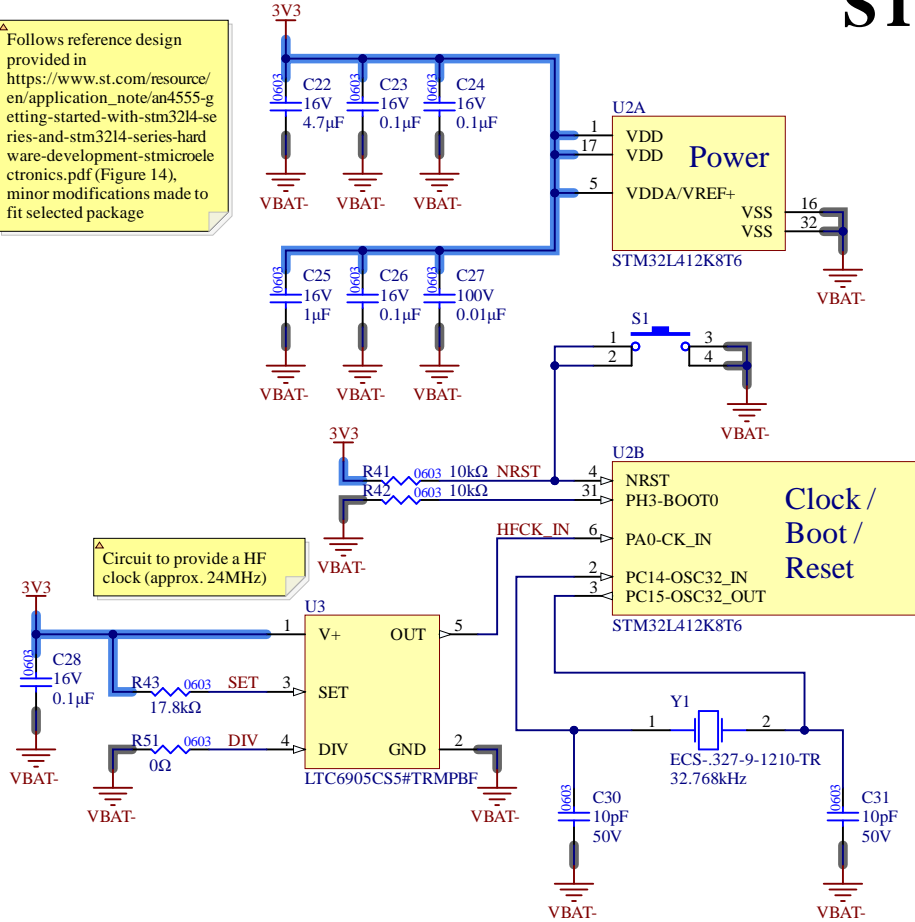 ST
Follows reference design
provided in
https://www.st.com/resource/
en/application_note/an4555-g
etting-started-with-stm32l4-se
ries-and-stm32l4-series-hard
ware-development-stmicroele
ctronics.pdf (Figure 14),
minor modifications made to
fit selected package
3V3
0603
C22
16V
4.7µF
VBAT-
0603
C23
16V
0.1µF
VBAT-
0603
C24
16V
0.1µF
VBAT-
U2A
1 VDD
17 VDD
5 VDDA/VREF+
Power
VSS 16
VSS 32
STM32L412K8T6
VBAT-
0603
C25
16V
1µF
VBAT-
0603
C26
16V
0.1µF
VBAT-
0603
C27
100V
0.01µF
VBAT-
S1
1 3
2 4
VBAT-
3V3
R41 0603 10kΩ NRST
R42 0603 10kΩ
VBAT-
U2B
4 NRST
31 PH3-BOOT0
HFCK_IN 6 PA0-CK_IN
2 PC14-OSC32_IN
3 PC15-OSC32_OUT
Clock /
Boot /
Reset
STM32L412K8T6
Circuit to provide a HF
clock (approx. 24MHz)
3V3
0603
C28
16V
0.1µF
VBAT-
R43 0603 SET
17.8kΩ
R51 0603 DIV
0Ω
VBAT-
U3
1 V+ OUT 5
3 SET
4 DIV GND 2
LTC6905CS5#TRMPBF
VBAT-
Y1
1 2
ECS-.327-9-1210-TR
32.768kHz
0603
C30
10pF
50V
VBAT-
0603
C31
10pF
50V
VBAT-